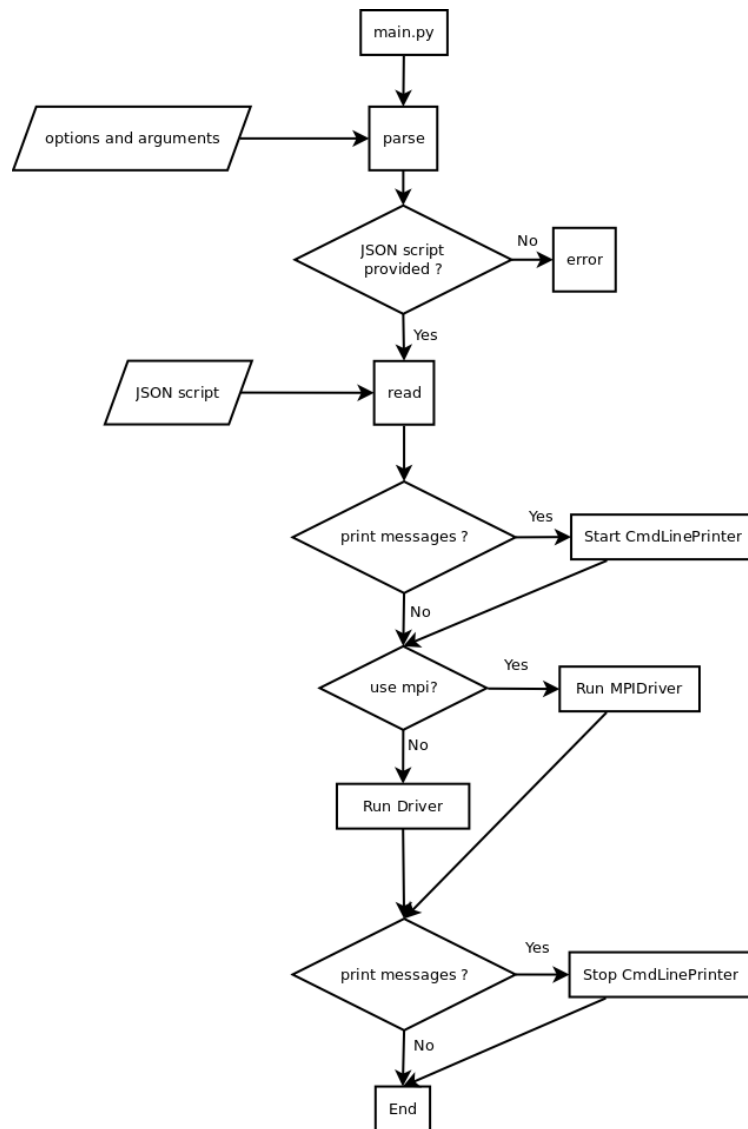 main.py
options and arguments
parse
JSON script
provided ?
No
error
Yes
JSON script
read
print messages ?
Yes
Start CmdLinePrinter
No
use mpi?
Yes
Run MPIDriver
No
Run Driver
print messages ?
Yes
Stop CmdLinePrinter
No
End